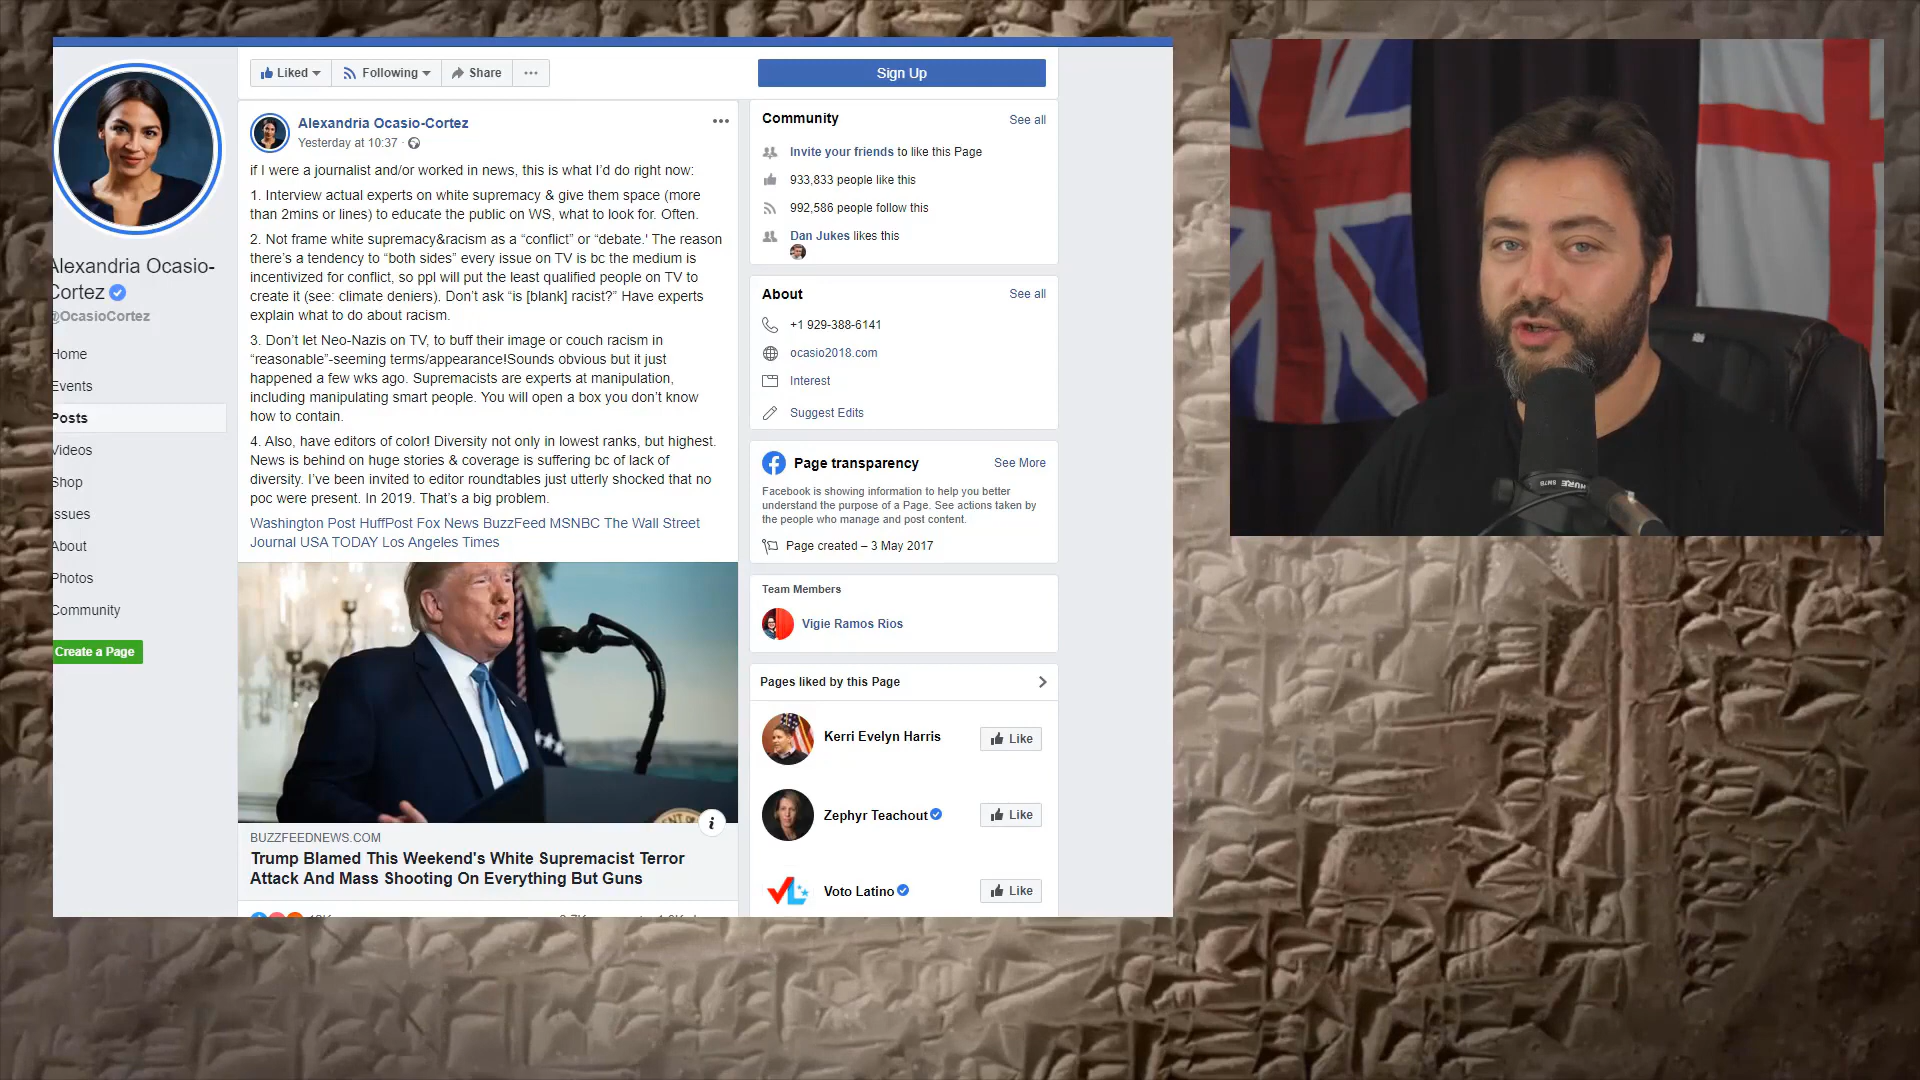 Liked
Following
Share
Sign Up
Alexandria Ocasio-Cortez
Yesterday at 10:37 ·
if I were a journalist and/or worked in news, this is what I'd do right now:
1. Interview actual experts on white supremacy & give them space (more
than 2mins or lines) to educate the public on WS, what to look for. Often.
2. Not frame white supremacy&racism as a “conflict” or “debate.' The reason
there’s a tendency to “both sides” every issue on TV is bc the medium is
incentivized for conflict, so ppl will put the least qualified people on TV to
create it (see: climate deniers). Don’t ask “is [blank] racist?” Have experts
explain what to do about racism.
3. Don’t let Neo-Nazis on TV, to buff their image or couch racism in
“reasonable”-seeming terms/appearance!Sounds obvious but it just
happened a few wks ago. Supremacists are experts at manipulation,
including manipulating smart people. You will open a box you don’t know
how to contain.
4. Also, have editors of color! Diversity not only in lowest ranks, but highest.
News is behind on huge stories & coverage is suffering bc of lack of
diversity. I’ve been invited to editor roundtables just utterly shocked that no
poc were present. In 2019. That’s a big problem.
Washington Post HuffPost Fox News BuzzFeed MSNBC The Wall Street
Journal USA TODAY Los Angeles Times
BUZZFEEDNEWS.COM
Trump Blamed This Weekend's White Supremacist Terror
Attack And Mass Shooting On Everything But Guns
Alexandria Ocasio-
Cortez
@OcasioCortez
Home
Events
Posts
Videos
Shop
Issues
About
Photos
Community
Create a Page
Community
See all
Invite your friends to like this Page
933,833 people like this
992,586 people follow this
Dan Jukes likes this
About
See all
+1 929-388-6141
ocasio2018.com
Interest
Suggest Edits
Page transparency
See More
Facebook is showing information to help you better
understand the purpose of a Page. See actions taken by
the people who manage and post content.
Page created – 3 May 2017
Team Members
Vigie Ramos Rios
Pages liked by this Page
Kerri Evelyn Harris
Like
Zephyr Teachout
Like
Voto Latino
Like
SM7B SHURE